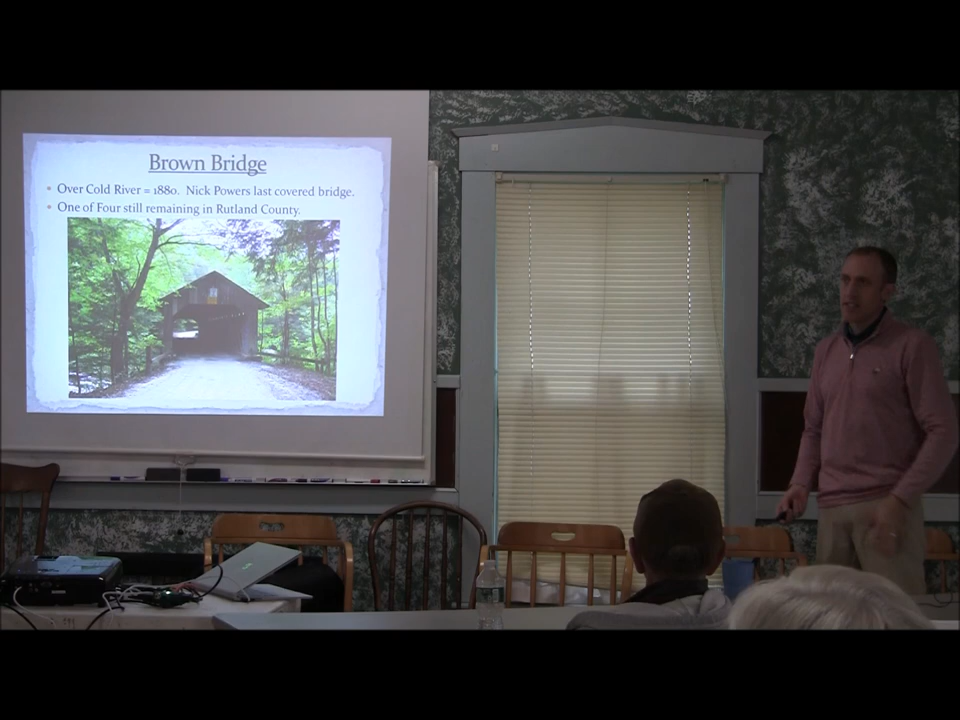 Brown Bridge
• Over Cold River = 1880. Nick Powers last covered bridge.
• One of Four still remaining in Rutland County.